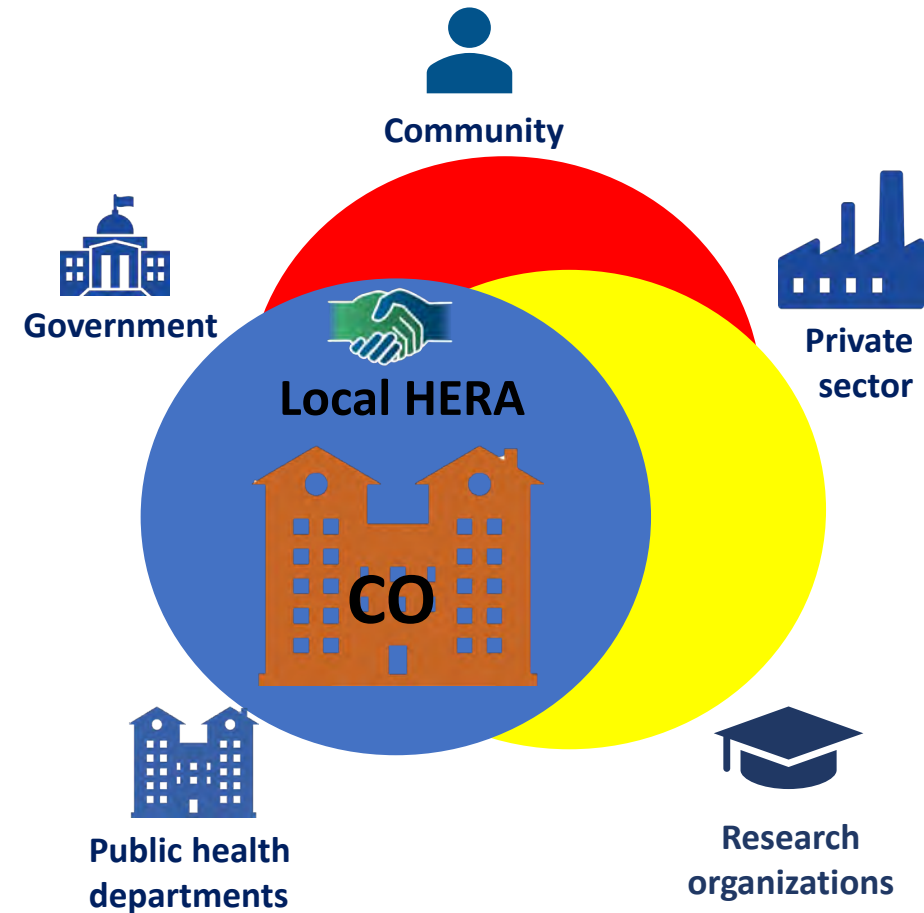 Community
Government
Private
sector
Local HERA
CO
Public health
departments
Research
organizations